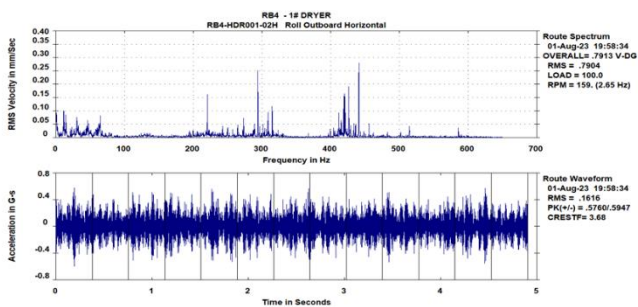 RB4 - 1# DRYER
RB4-HDR001-02H Roll Outboard Horizontal
RMS Velocity in mm/Sec
0.40
0.35
0.30
0.25
0.20
0.15
0.10
0.05
0
0 100 200 300 400 500 600 700
Frequency in Hz
Route Spectrum
01-Aug-23 19:58:34
OVERALL= .7913 V-DG
RMS = .7904
LOAD = 100.0
RPM = 159. (2.65 Hz)
Acceleration in G-s
0.8
0.4
0
-0.4
-0.8
0 1 2 3 4 5
Time in Seconds
Route Waveform
01-Aug-23 19:58:34
RMS = .1616
PK(+/-) = .5760/.5947
CRESTF= 3.68